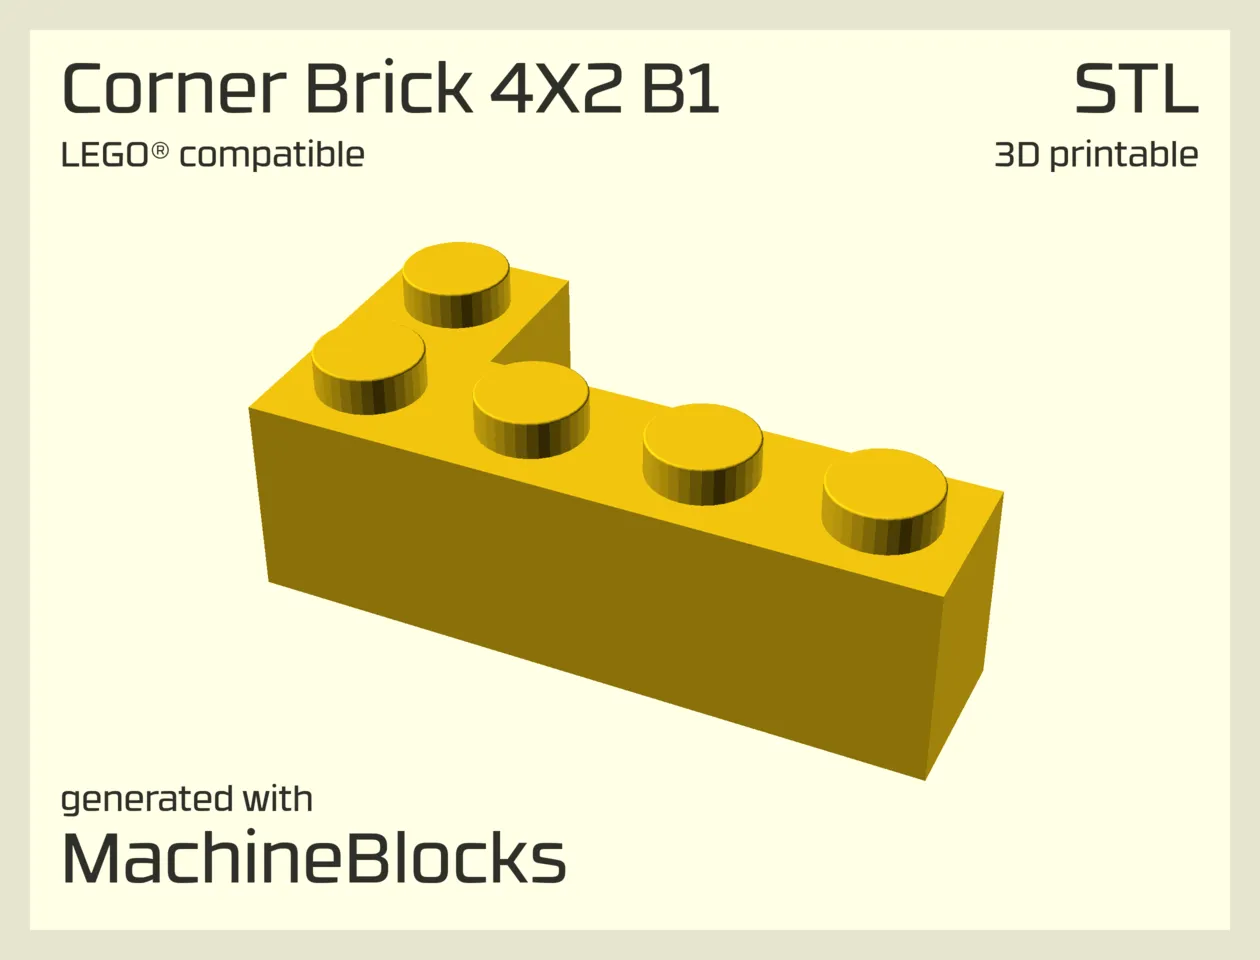 Corner Brick 4X2 B1
STL
LEGO® compatible
3D printable
generated with
MachineBlocks